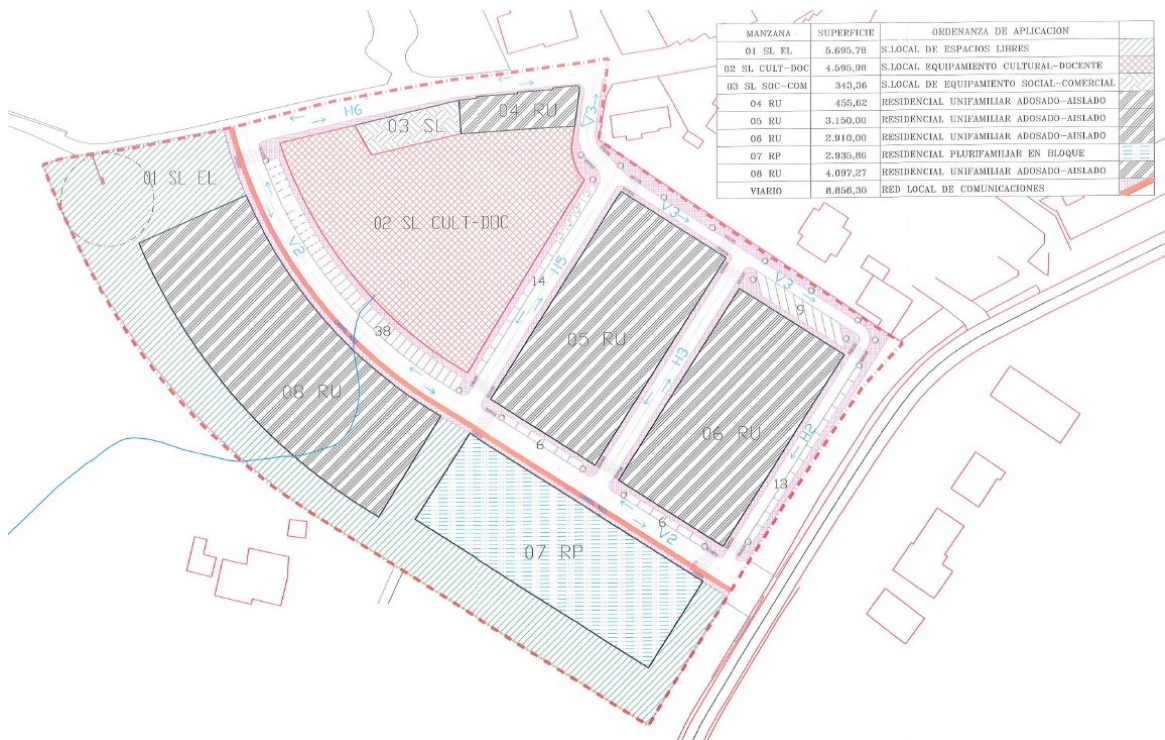 MANZANA SUPERFICIE ORDENANZA DE APLICACIÓN
01 SL EL 5.695,78 S.LOCAL DE ESPACIOS LIBRES
02 SL CULT-DOC 4.595,98 S.LOCAL EQUIPAMIENTO CULTURAL-DOCENTE
03 SL SOC-COM 343,36 S.LOCAL DE EQUIPAMIENTO SOCIAL-COMERCIAL
04 RU 455,62 RESIDENCIAL UNIFAMILIAR ADOSADO-AISLADO
05 RU 3.150,00 RESIDENCIAL UNIFAMILIAR ADOSADO-AISLADO
06 RU 2.910,00 RESIDENCIAL UNIFAMILIAR ADOSADO-AISLADO
07 RP 2.935,86 RESIDENCIAL PLURIFAMILIAR EN BLOQUE
08 RU 4.097,27 RESIDENCIAL UNIFAMILIAR ADOSADO-AISLADO
VIARIO 8.856,30 RED LOCAL DE COMUNICACIONES
H6
V3
04 RU
03 SL
01 SL EL
02 SL CULT-DOC
V2
V3
14
H5
V3
9
38
05 RU
H3
08 RU
06 RU
H2
6
13
6
V2
07 RP